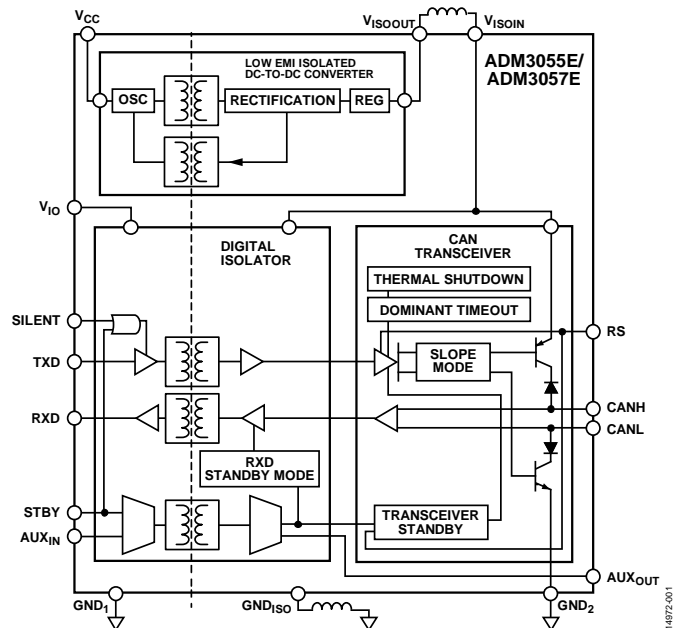 VCC
VISOOUT
VISOIN
LOW EMI ISOLATED
DC-TO-DC CONVERTER
ADM3055E/
ADM3057E
OSC
RECTIFICATION
REG
VIO
DIGITAL
ISOLATOR
CAN
TRANSCEIVER
THERMAL SHUTDOWN
DOMINANT TIMEOUT
SILENT
RS
TXD
SLOPE
MODE
RXD
CANH
CANL
RXD
STANDBY MODE
STBY
TRANSCEIVER
STANDBY
AUXIN
AUXOUT
GND1
GNDISO
GND2
14972-001